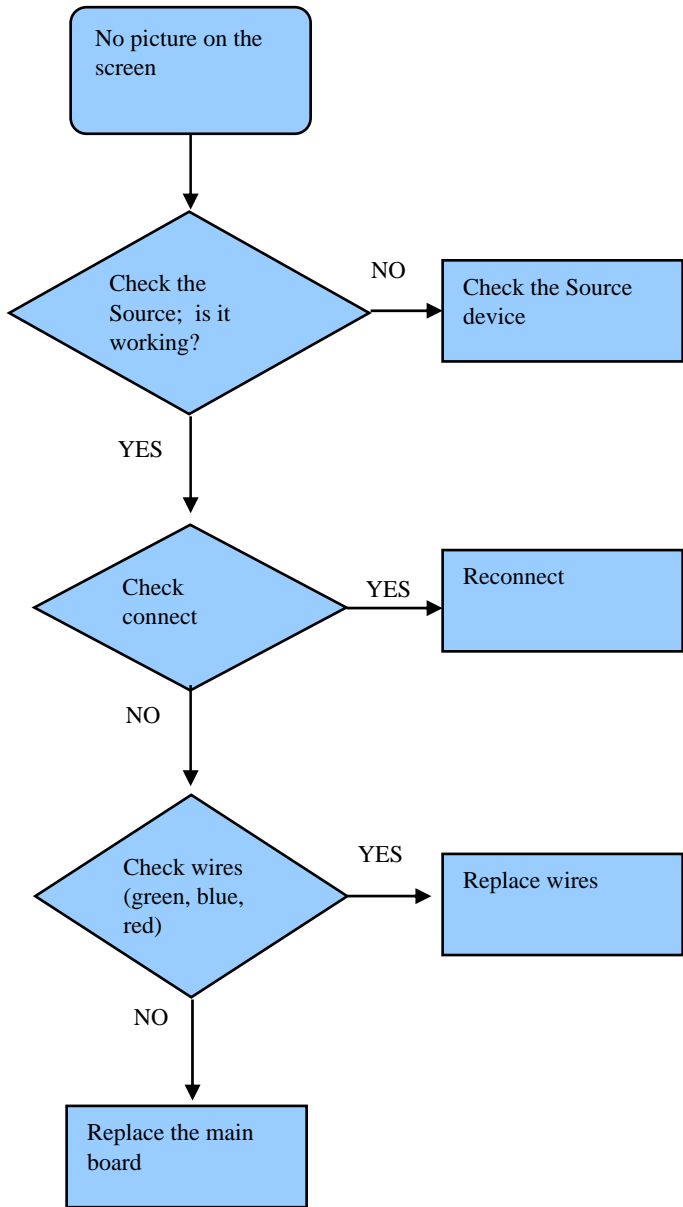 No picture on the
screen
Check the
Source;  is it
working?
NO
Check the Source
device
YES
Check
connect
YES
Reconnect
NO
Check wires
(green, blue,
red)
YES
Replace wires
NO
Replace the main
board